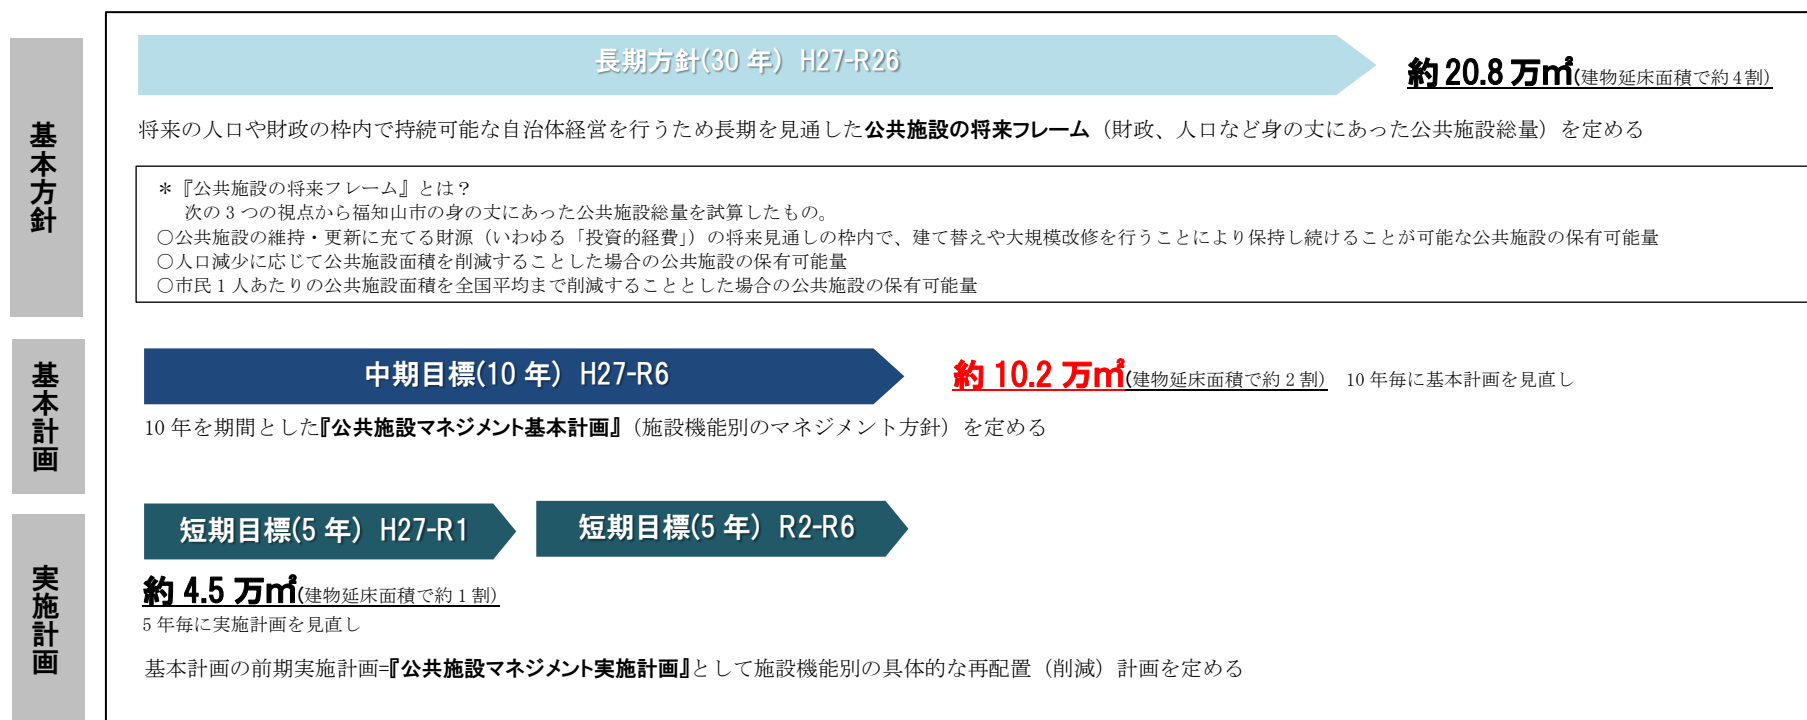 基本方針
長期方針(30 年) H27-R26
約 20.8 万㎡(建物延床面積で約 4 割)
将来の人口や財政の枠内で持続可能な自治体経営を行うため長期を見通した公共施設の将来フレーム（財政、人口など身の丈にあった公共施設総量）を定める
＊『公共施設の将来フレーム』とは？
次の 3 つの視点から福知山市の身の丈にあった公共施設総量を試算したもの。
○公共施設の維持・更新に充てる財源（いわゆる「投資的経費」）の将来見通しの枠内で、建て替えや大規模改修を行うことにより保持し続けることが可能な公共施設の保有可能量
○人口減少に応じて公共施設面積を削減することした場合の公共施設の保有可能量
○市民 1 人あたりの公共施設面積を全国平均まで削減することとした場合の公共施設の保有可能量
基本計画
中期目標(10 年) H27-R6
約 10.2 万㎡(建物延床面積で約 2 割) 10 年毎に基本計画を見直し
10 年を期間とした『公共施設マネジメント基本計画』（施設機能別のマネジメント方針）を定める
実施計画
短期目標(5 年) H27-R1
短期目標(5 年) R2-R6
約 4.5 万㎡(建物延床面積で約 1 割)
5 年毎に実施計画を見直し
基本計画の前期実施計画=『公共施設マネジメント実施計画』として施設機能別の具体的な再配置（削減）計画を定める